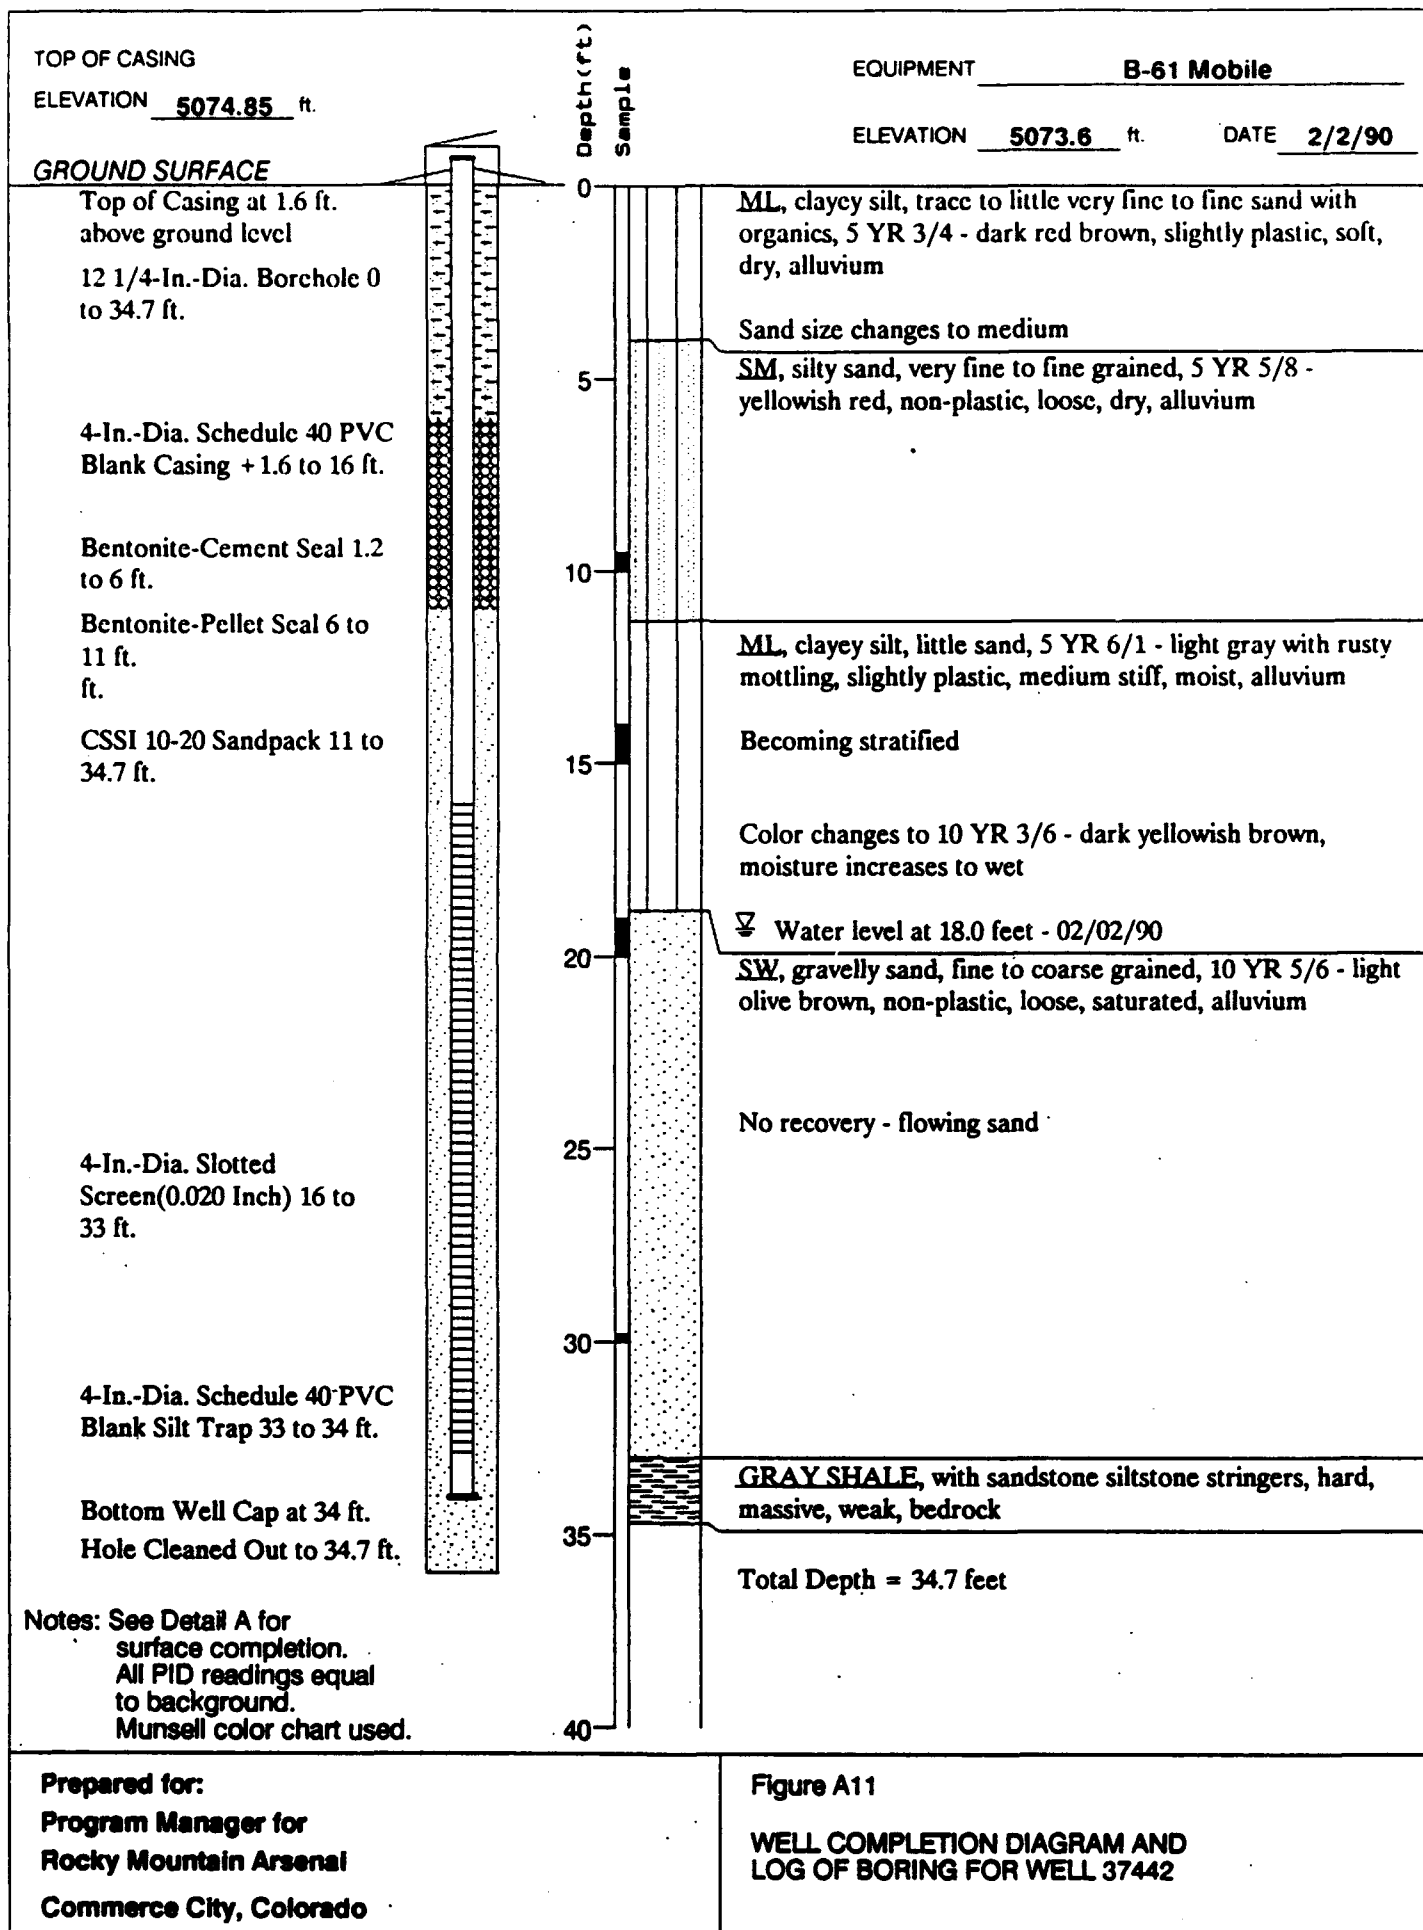 TOP OF CASING
ELEVATION 5074.85 ft.
GROUND SURFACE
Depth(ft)
Sample
EQUIPMENT B-61 Mobile
ELEVATION 5073.6 ft. DATE 2/2/90
Top of Casing at 1.6 ft.
above ground level
12 1/4-In.-Dia. Borehole 0
to 34.7 ft.
4-In.-Dia. Schedule 40 PVC
Blank Casing +1.6 to 16 ft.
Bentonite-Cement Seal 1.2
to 6 ft.
Bentonite-Pellet Seal 6 to
11 ft.
ft.
CSSI 10-20 Sandpack 11 to
34.7 ft.
4-In.-Dia. Slotted
Screen(0.020 Inch) 16 to
33 ft.
4-In.-Dia. Schedule 40 PVC
Blank Silt Trap 33 to 34 ft.
Bottom Well Cap at 34 ft.
Hole Cleaned Out to 34.7 ft.
Notes: See Detail A for
surface completion.
All PID readings equal
to background.
Munsell color chart used.
0
5
10
15
20
25
30
35
40
ML, clayey silt, trace to little very fine to fine sand with
organics, 5 YR 3/4 - dark red brown, slightly plastic, soft,
dry, alluvium
Sand size changes to medium
SM, silty sand, very fine to fine grained, 5 YR 5/8 -
yellowish red, non-plastic, loose, dry, alluvium
ML, clayey silt, little sand, 5 YR 6/1 - light gray with rusty
mottling, slightly plastic, medium stiff, moist, alluvium
Becoming stratified
Color changes to 10 YR 3/6 - dark yellowish brown,
moisture increases to wet
Water level at 18.0 feet - 02/02/90
SW, gravelly sand, fine to coarse grained, 10 YR 5/6 - light
olive brown, non-plastic, loose, saturated, alluvium
No recovery - flowing sand
GRAY SHALE, with sandstone siltstone stringers, hard,
massive, weak, bedrock
Total Depth = 34.7 feet
Prepared for:
Program Manager for
Rocky Mountain Arsenal
Commerce City, Colorado
Figure A11
WELL COMPLETION DIAGRAM AND
LOG OF BORING FOR WELL 37442